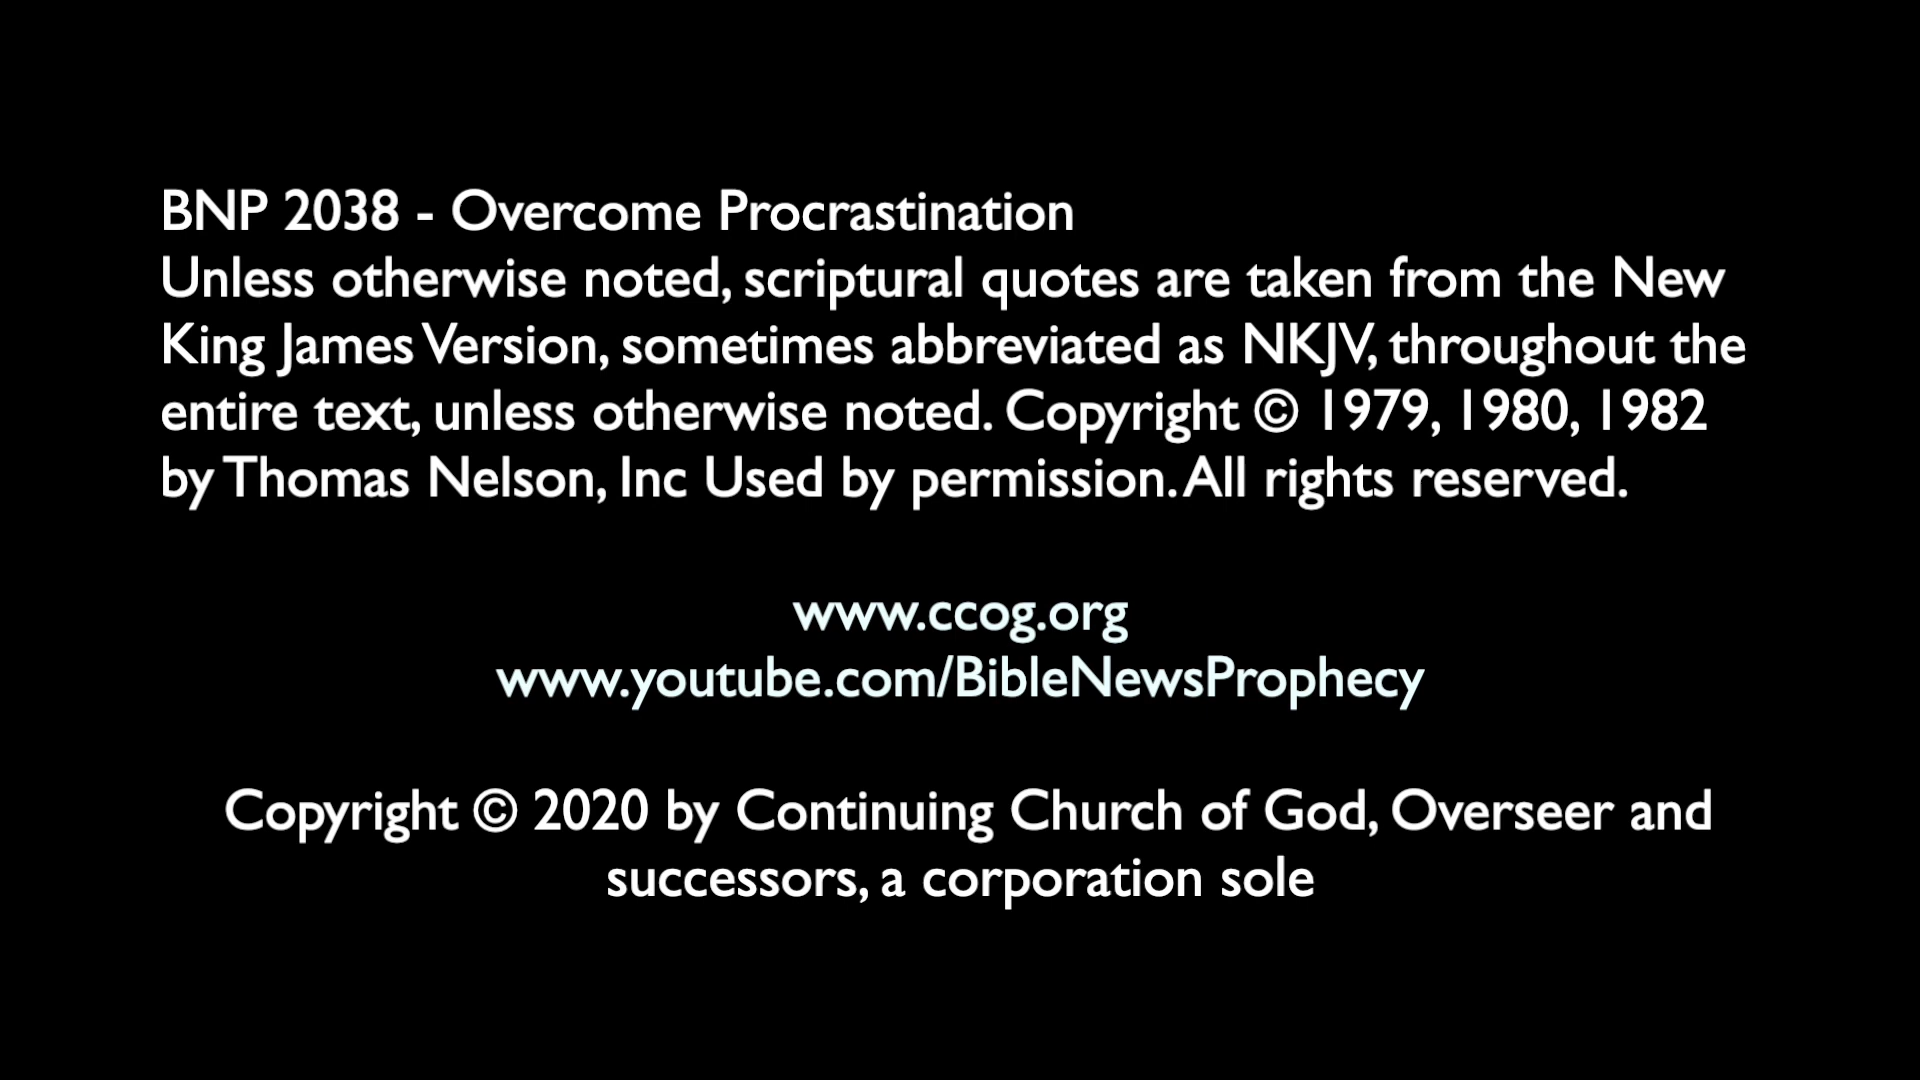 BNP 2038 - Overcome Procrastination
Unless otherwise noted, scriptural quotes are taken from the New
King James Version, sometimes abbreviated as NKJV, throughout the
entire text, unless otherwise noted. Copyright © 1979, 1980, 1982
by Thomas Nelson, Inc Used by permission. All rights reserved.
www.ccog.org
www.youtube.com/BibleNewsProphecy
Copyright © 2020 by Continuing Church of God, Overseer and
successors, a corporation sole